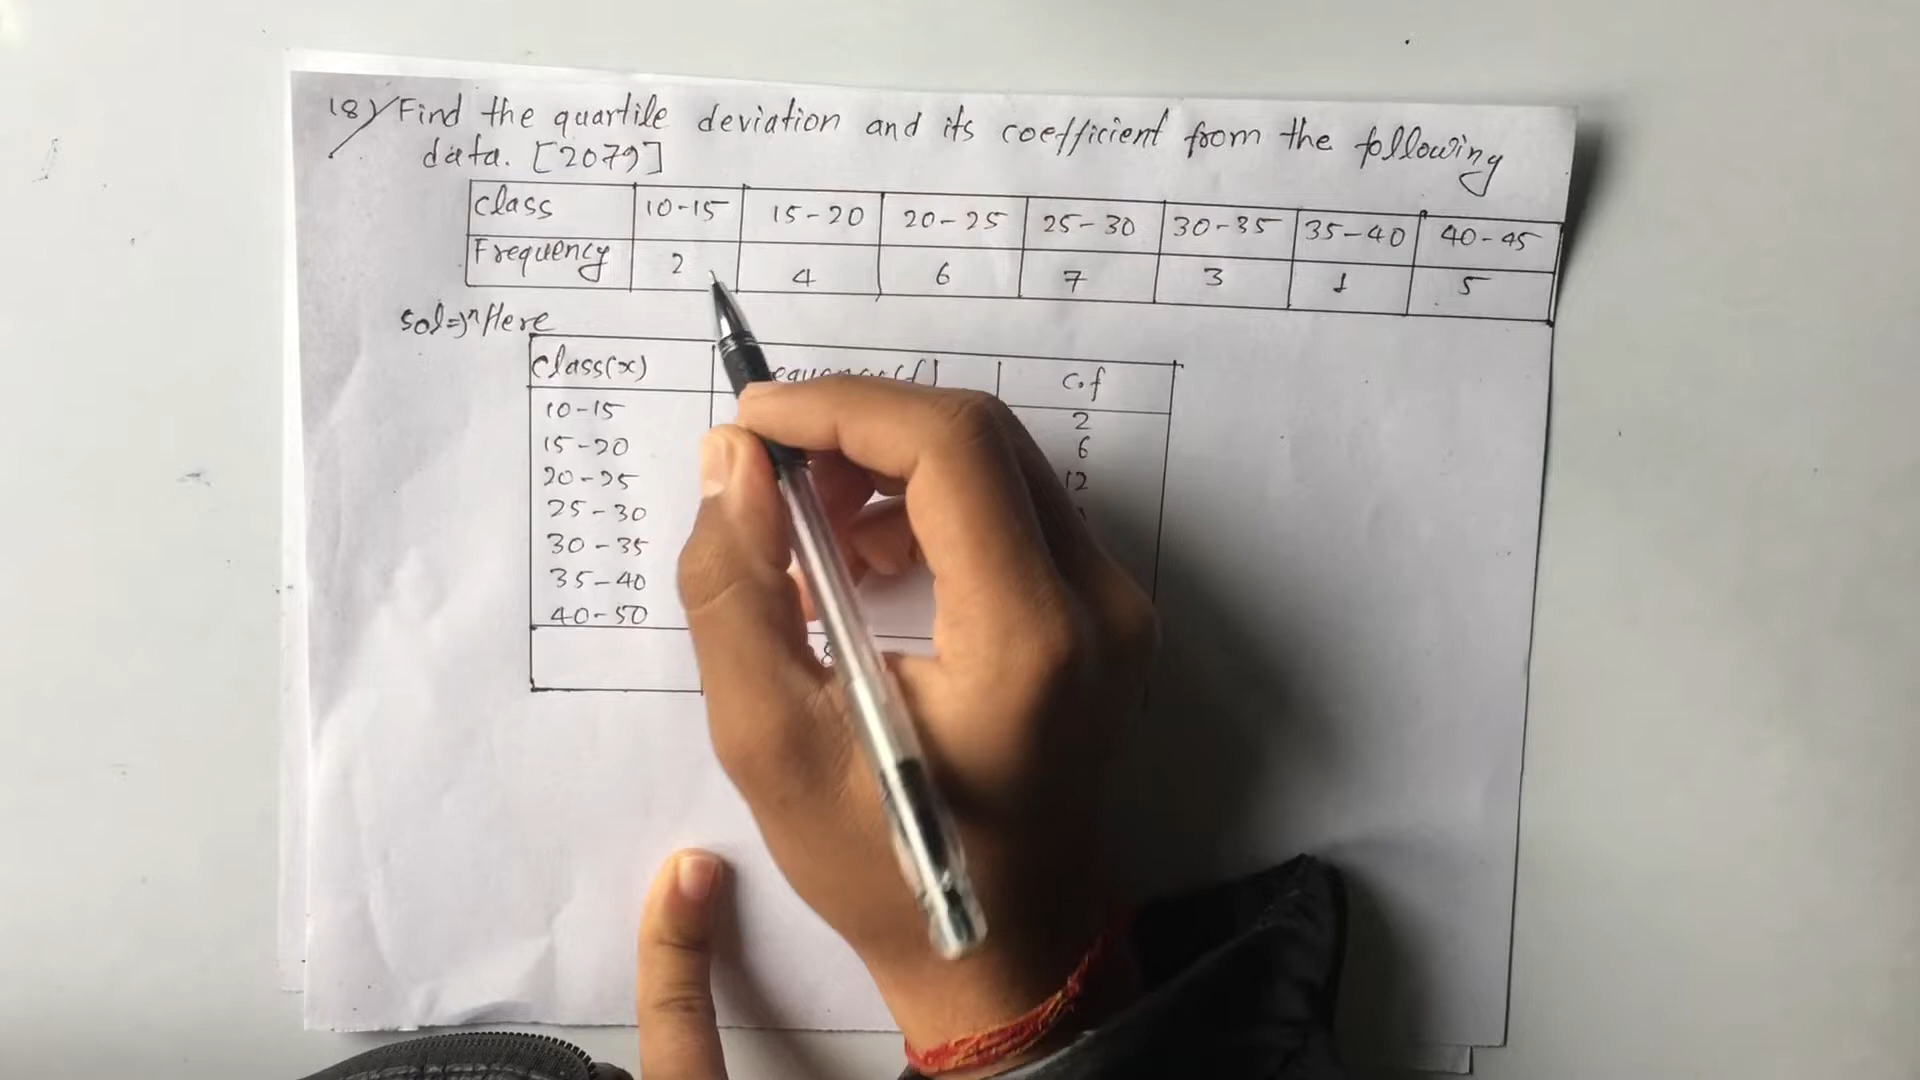 18) Find the quartile deviation and its coefficient from the following
data. [2079]
class 10-15 15-20 20-25 25-30 30-35 35-40 40-45
Frequency 2 4 6 7 3 1 5
Sol=)ⁿ Here
class(x) c.f
10-15 2
15-20 6
20-25 12
25-30
30-35
35-40
40-50